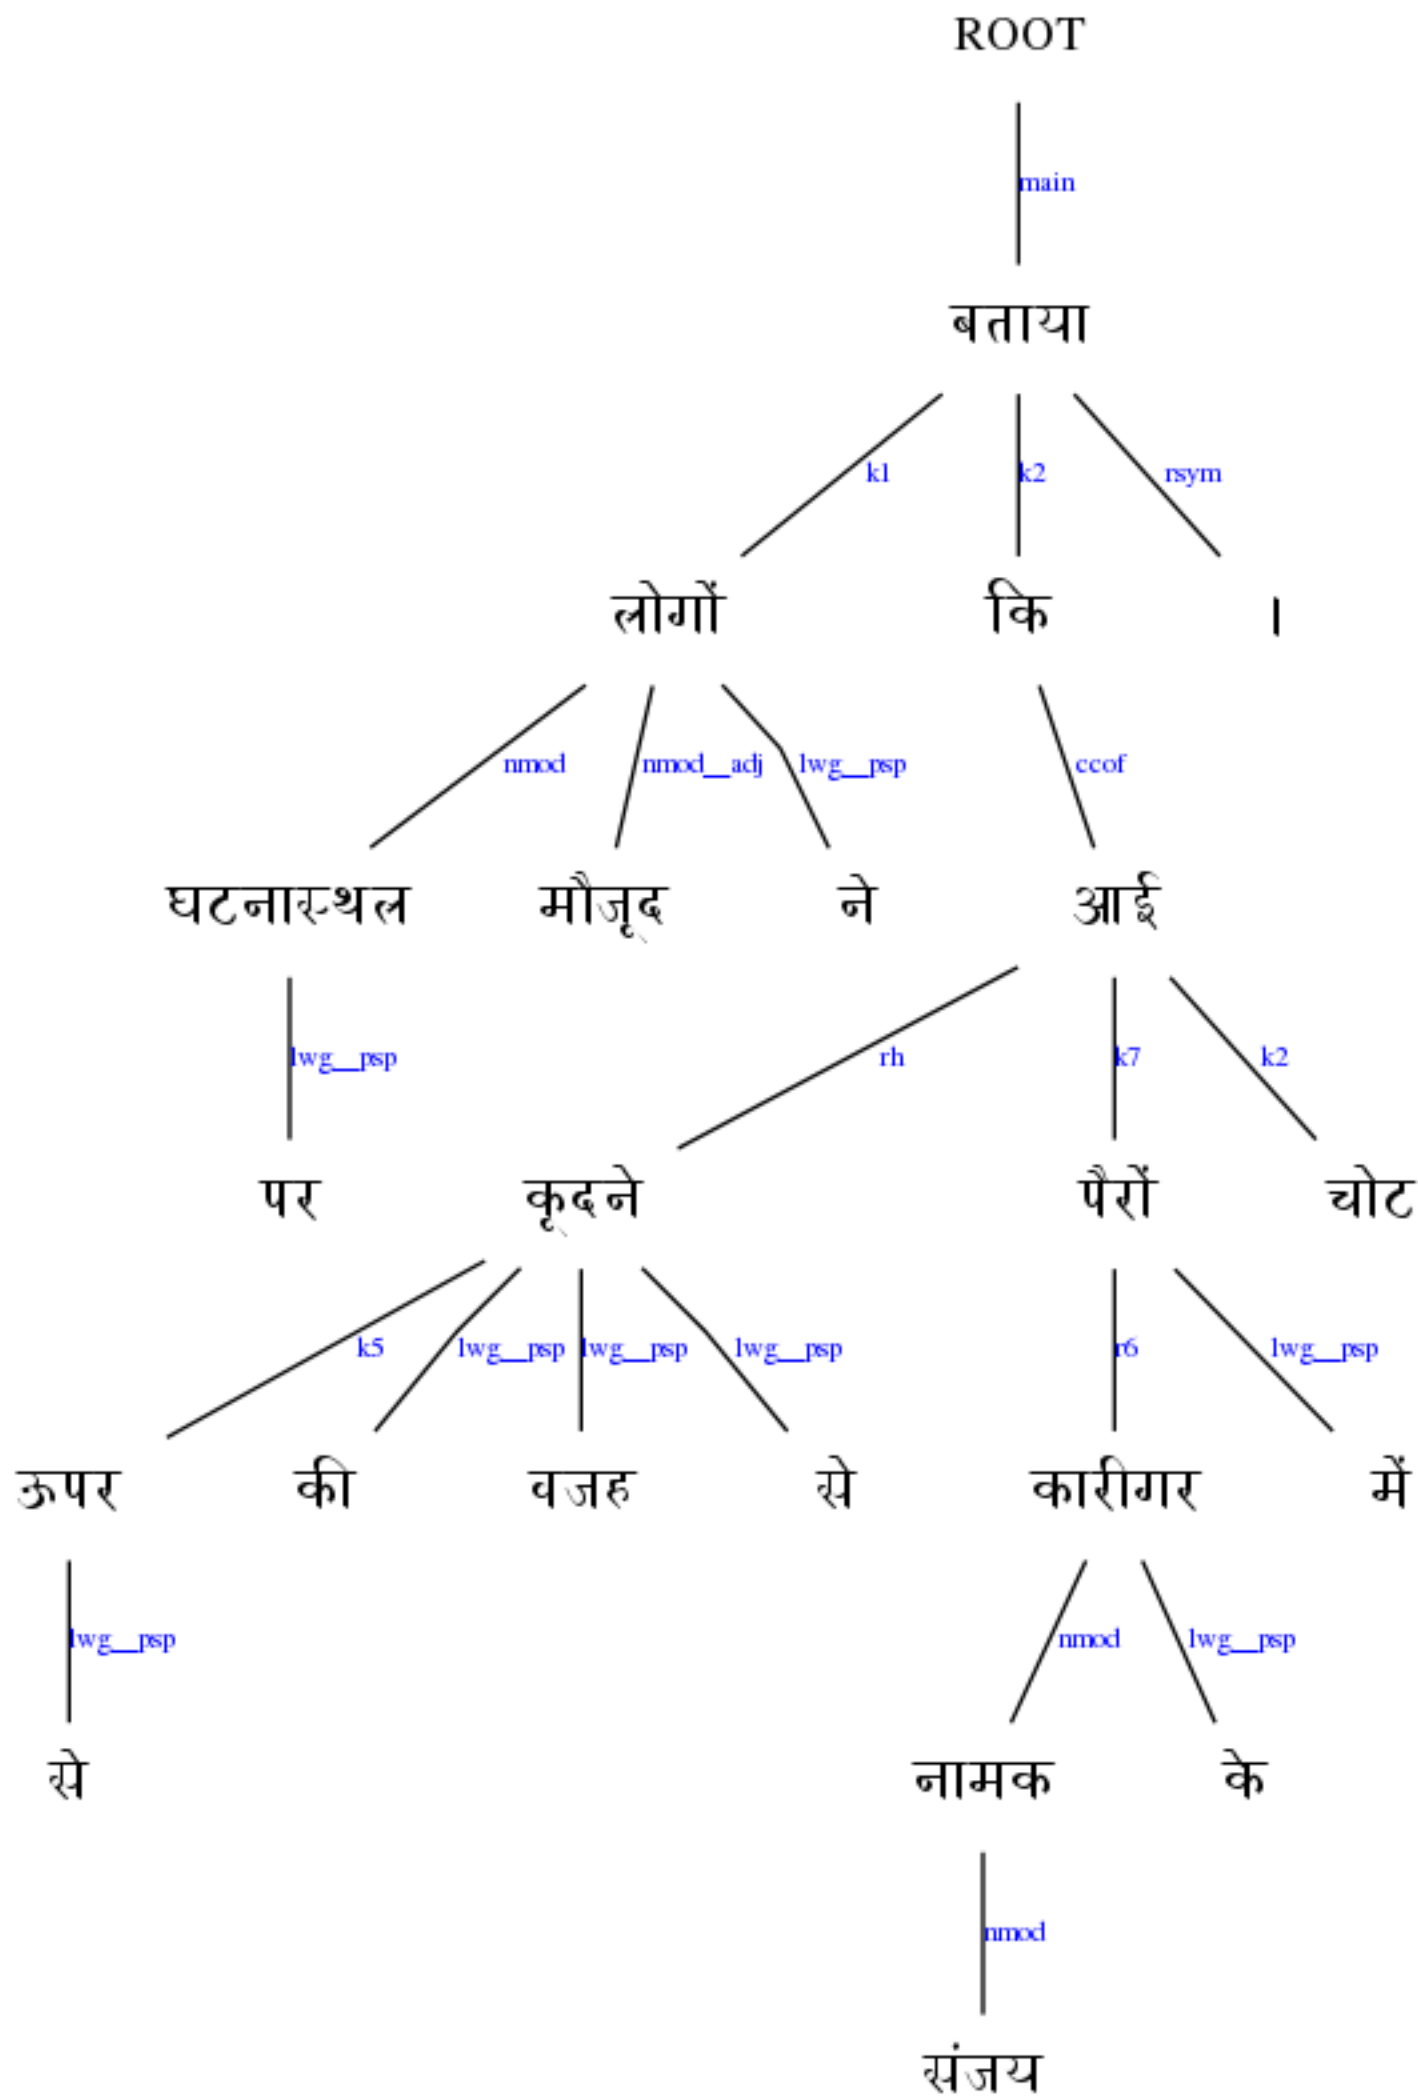 ROOT
main
बताया
k1 k2 rsym
लोगों कि ।
nmod nmod__adj lwg__psp ccof
घटनास्थल मौजूद ने आई
lwg__psp rh k7 k2
पर कूदने पैरों चोट
k5 lwg__psp lwg__psp lwg__psp r6 lwg__psp
ऊपर की वजह से कारीगर में
lwg__psp nmod lwg__psp
से नामक के
nmod
संजय